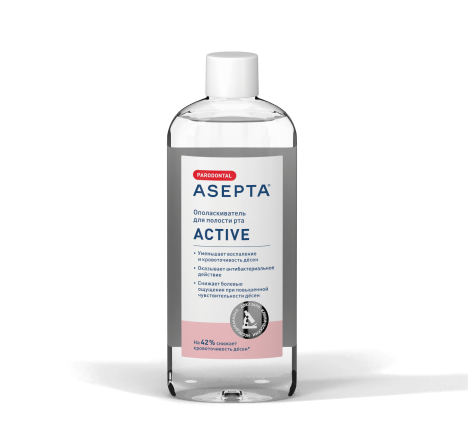 PARODONTAL
ASEPTA®
Ополаскиватель
для полости рта
ACTIVE
• Уменьшает воспаление
и кровоточивость дёсен
• Оказывает антибактериальное
действие
• Снижает болевые
ощущения при повышенной
чувствительности дёсен
На 42% снижает
кровоточивость дёсен*